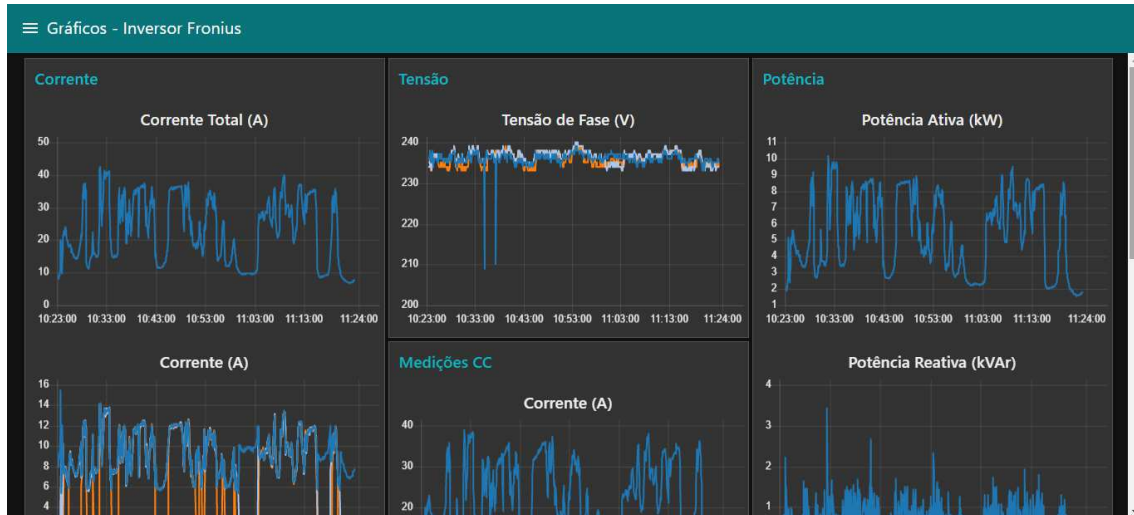 Gráficos - Inversor Fronius
Corrente
Corrente Total (A)
50
40
30
20
10
0
10:23:00 10:33:00 10:43:00 10:53:00 11:03:00 11:13:00 11:24:00
Corrente (A)
16
14
12
10
8
6
4
Tensão
Tensão de Fase (V)
240
230
220
210
200
10:23:00 10:33:00 10:43:00 10:53:00 11:03:00 11:13:00 11:24:00
Medições CC
Corrente (A)
40
30
20
Potência
Potência Ativa (kW)
11
10
9
8
7
6
5
4
3
2
1
10:23:00 10:33:00 10:43:00 10:53:00 11:03:00 11:13:00 11:24:00
Potência Reativa (kVAr)
4
3
2
1